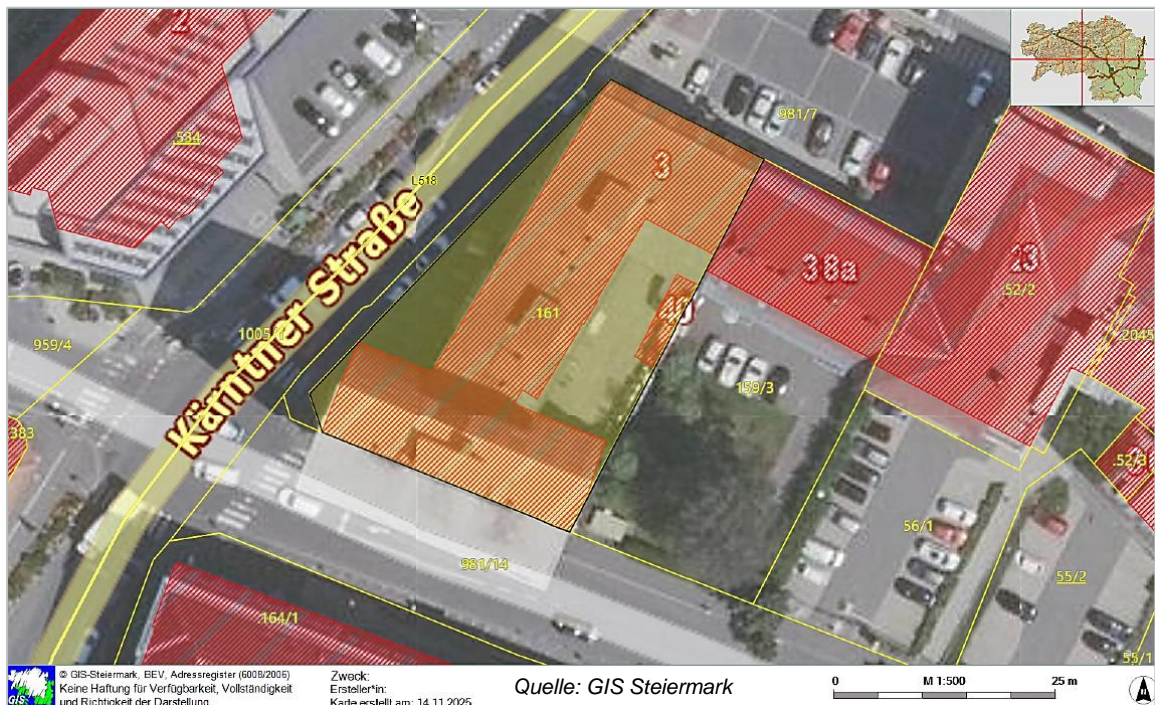 2
.534
981/7
3
L518
38a
23
.52/2
.161
40
2045
959/4
1005/
Kärntner Straße
159/3
383
.52/3
56/1
981/14
55/2
.164/1
55/1
GIS
© GIS-Steiermark, BEV, Adressregister (6008/2006)
Keine Haftung für Verfügbarkeit, Vollständigkeit
und Richtigkeit der Darstellung.
Zweck:
Ersteller*in:
Karte erstellt am: 14.11.2025
Quelle: GIS Steiermark
0 M 1:500 25 m